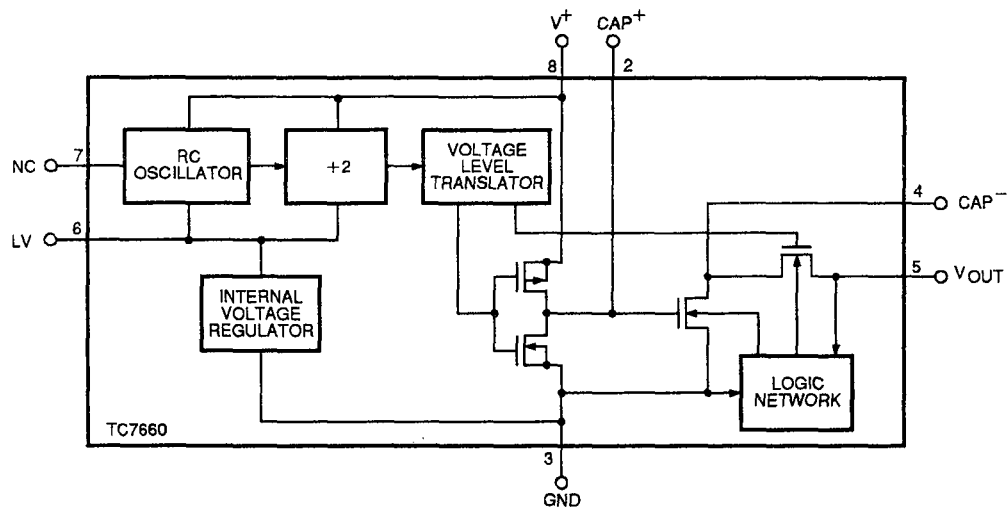 V+ CAP+
8 2
RC
OSCILLATOR
+2
VOLTAGE
LEVEL
TRANSLATOR
NC 7
4 CAP−
LV 6
5 VOUT
INTERNAL
VOLTAGE
REGULATOR
LOGIC
NETWORK
TC7660
3
GND